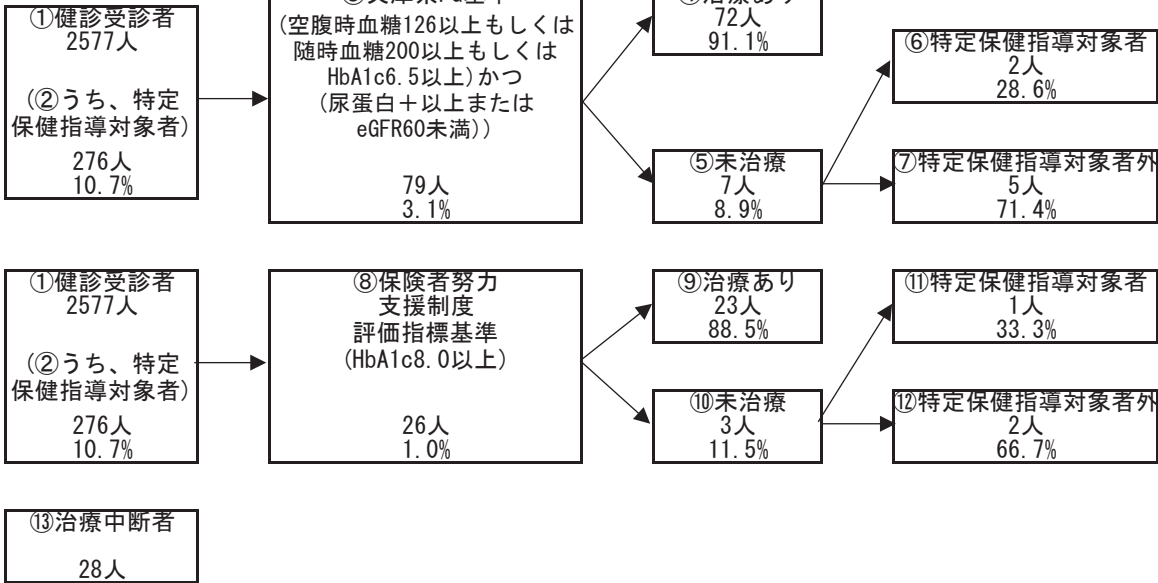 ①健診受診者
2577人
(②うち、特定
保健指導対象者)
276人
10.7%
(空腹時血糖126以上もしくは
随時血糖200以上もしくは
HbA1c6.5以上)かつ
(尿蛋白＋以上または
eGFR60未満))
79人
3.1%
72人
91.1%
⑤未治療
7人
8.9%
⑥特定保健指導対象者
2人
28.6%
⑦特定保健指導対象者外
5人
71.4%
①健診受診者
2577人
(②うち、特定
保健指導対象者)
276人
10.7%
⑧保険者努力
支援制度
評価指標基準
(HbA1c8.0以上)
26人
1.0%
⑨治療あり
23人
88.5%
⑩未治療
3人
11.5%
⑪特定保健指導対象者
1人
33.3%
⑫特定保健指導対象者外
2人
66.7%
⑬治療中断者
28人